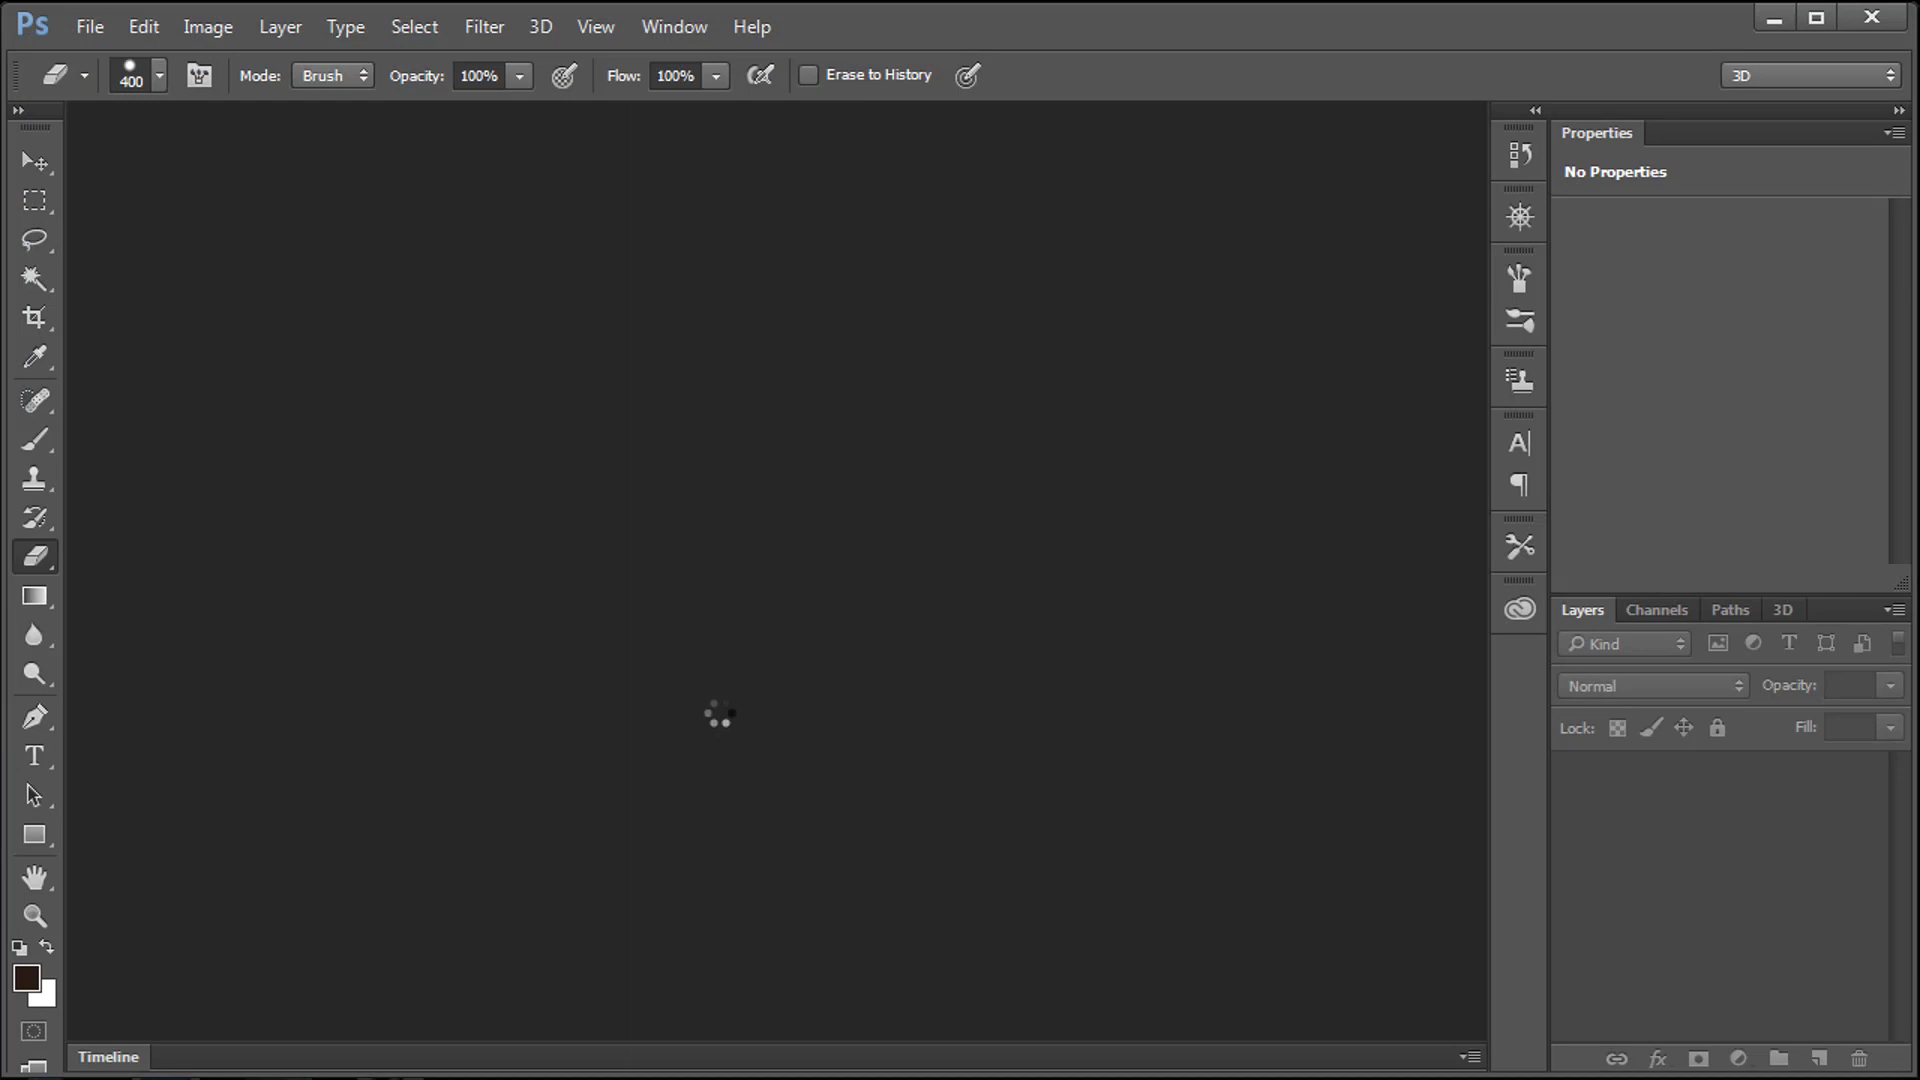 Ps File Edit Image Layer Type Select Filter 3D View Window Help
400 Mode: Brush Opacity: 100% Flow: 100% Erase to History 3D
Properties
No Properties
Layers Channels Paths 3D
Kind
Normal Opacity:
Lock: Fill:
Timeline